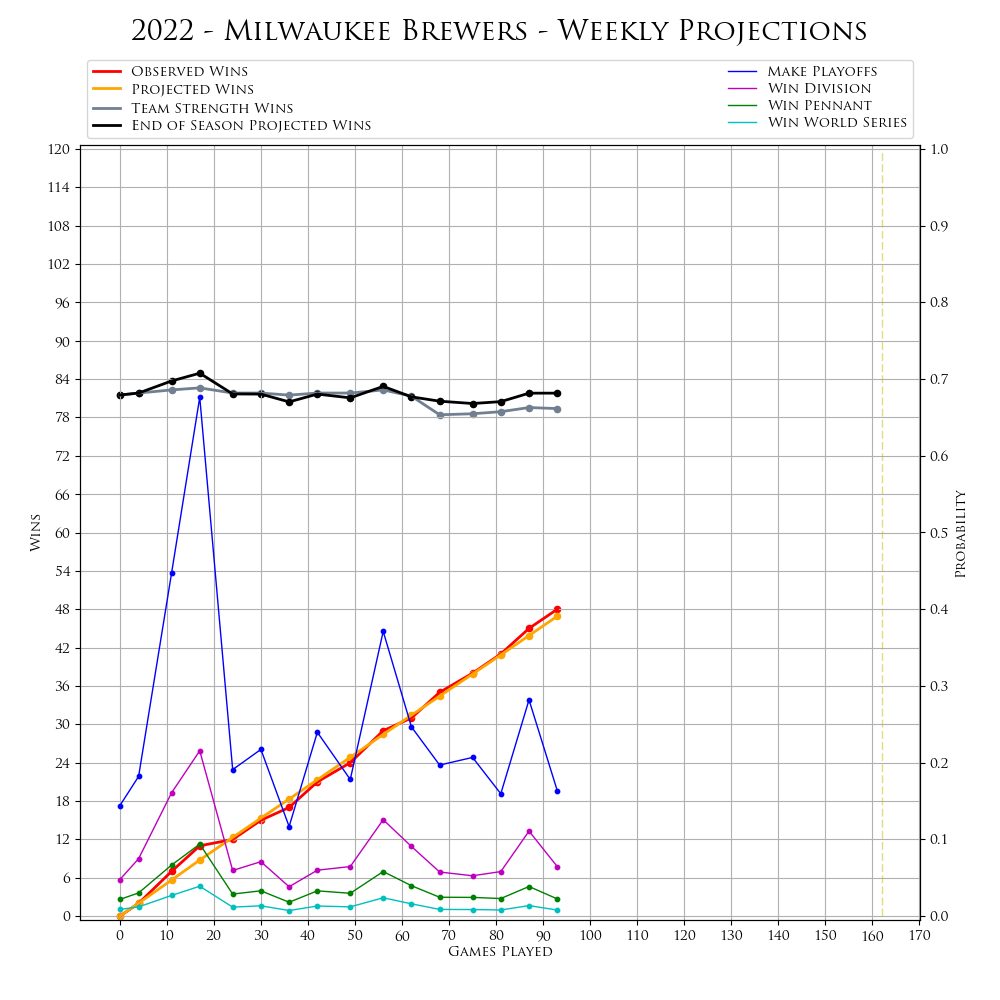 2022 - Milwaukee Brewers - Weekly Projections
Observed Wins
Projected Wins
Team Strength Wins
End of Season Projected Wins
Make Playoffs
Win Division
Win Pennant
Win World Series
120
114
108
102
96
90
84
78
72
66
60
54
48
42
36
30
24
18
12
6
0
Wins
1.0
0.9
0.8
0.7
0.6
0.5
0.4
0.3
0.2
0.1
0.0
Probability
0 10 20 30 40 50 60 70 80 90 100 110 120 130 140 150 160 170
Games Played